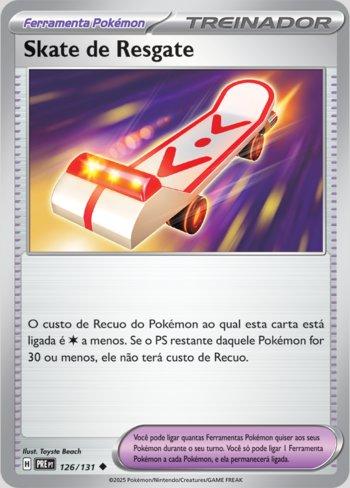 Ferramenta Pokémon
TREINADOR
Skate de Resgate
O custo de Recuo do Pokémon ao qual esta carta está
ligada é ✶ a menos. Se o PS restante daquele Pokémon for
30 ou menos, ele não terá custo de Recuo.
Illus. Toyste Beach
H PRE PT 126/131 ◆
Você pode ligar quantas Ferramentas Pokémon quiser aos seus
Pokémon durante o seu turno. Você pode ligar só 1 Ferramenta
Pokémon a cada Pokémon, e ela permanecerá ligada.
©2025 Pokémon/Nintendo/Creatures/GAME FREAK